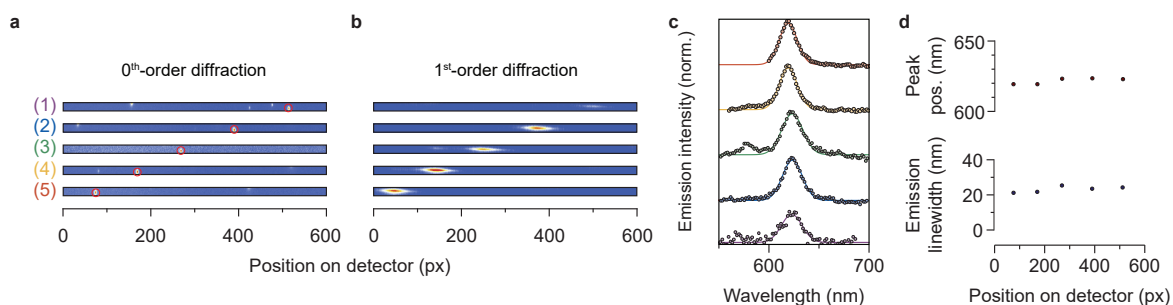 a
0th-order diffraction
(1)
(2)
(3)
(4)
(5)
0 200 400 600
b
1st-order diffraction
0 200 400 600
Position on detector (px)
c
Emission intensity (norm.)
600 700
Wavelength (nm)
d
Peak
pos. (nm)
650
600
Emission
linewidth (nm)
40
20
0
0 200 400 600
Position on detector (px)